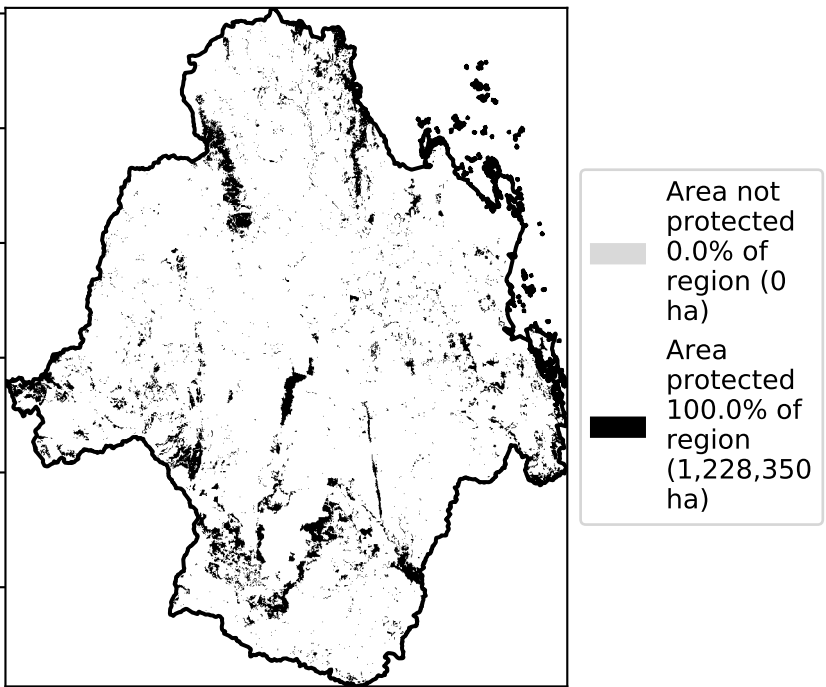 Area not
protected
0.0% of
region (0
ha)
Area
protected
100.0% of
region
(1,228,350
ha)